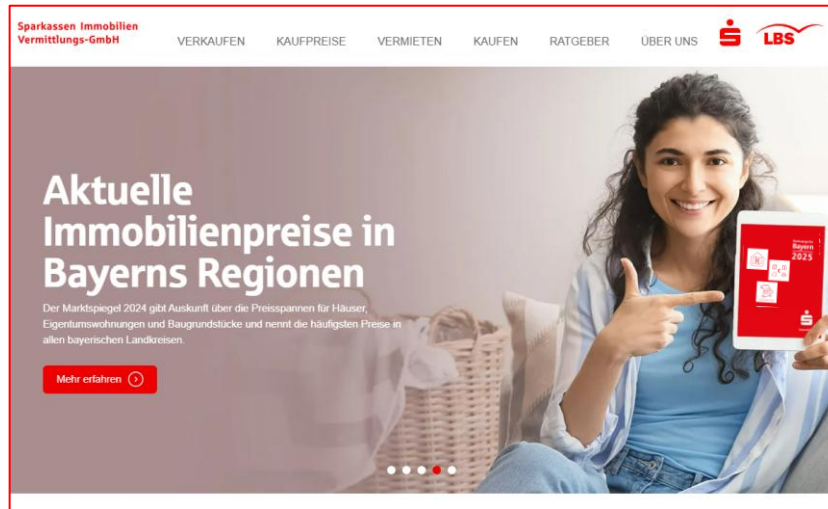 Sparkassen Immobilien
Vermittlungs-GmbH
VERKAUFEN KAUFPREISE VERMIETEN KAUFEN RATGEBER ÜBER UNS
LBS
Aktuelle
Immobilienpreise in
Bayerns Regionen
Der Marktspiegel 2024 gibt Auskunft über die Preisspannen für Häuser,
Eigentumswohnungen und Baugrundstücke und nennt die häufigsten Preise in
allen bayerischen Landkreisen.
Mehr erfahren
Bayern
2025